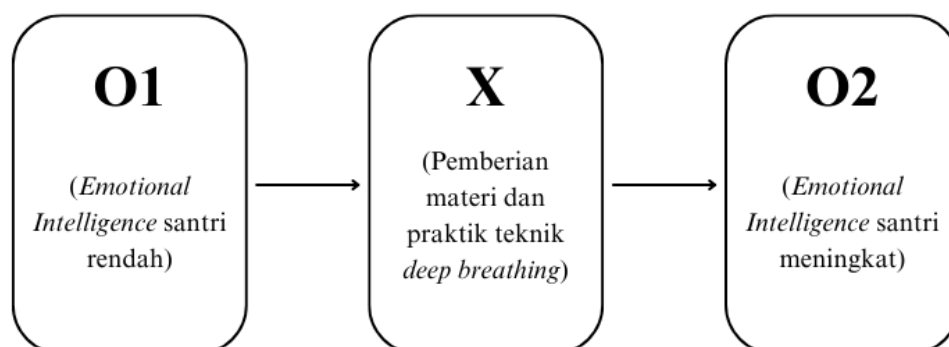 O1
(Emotional
Intelligence santri
rendah)
X
(Pemberian
materi dan
praktik teknik
deep breathing)
O2
(Emotional
Intelligence santri
meningkat)